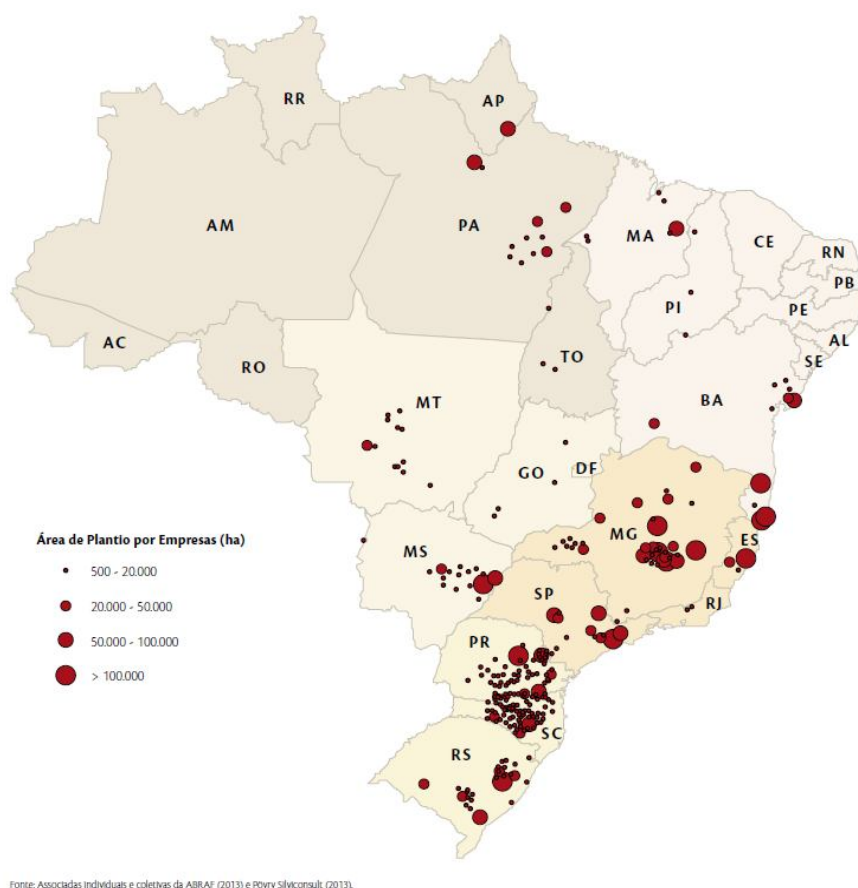 RR
AP
AM
PA
MA
CE
RN
PB
PI
PE
AL
AC
SE
TO
RO
BA
MT
GO
DF
Área de Plantio por Empresas (ha)
500 - 20.000
20.000 - 50.000
50.000 - 100.000
> 100.000
MG
ES
MS
SP
RJ
PR
SC
RS
Fonte: Associadas individuais e coletivas da ABRAF (2013) e Pöyry Silviconsult (2013).